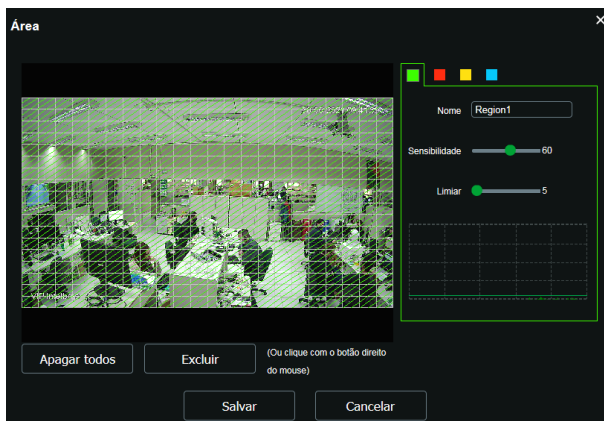 Área
Nome
Region1
Sensibilidade
60
Limiar
5
Apagar todos
Excluir
(Ou clique com o botão direito
do mouse)
Salvar
Cancelar